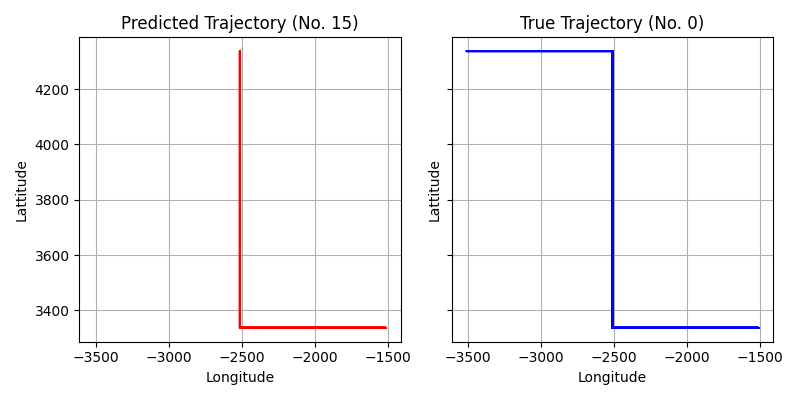 Predicted Trajectory (No. 15)
True Trajectory (No. 0)
Lattitude
4200
4000
3800
3600
3400
−3500 −3000 −2500 −2000 −1500
Longitude
Lattitude
−3500 −3000 −2500 −2000 −1500
Longitude